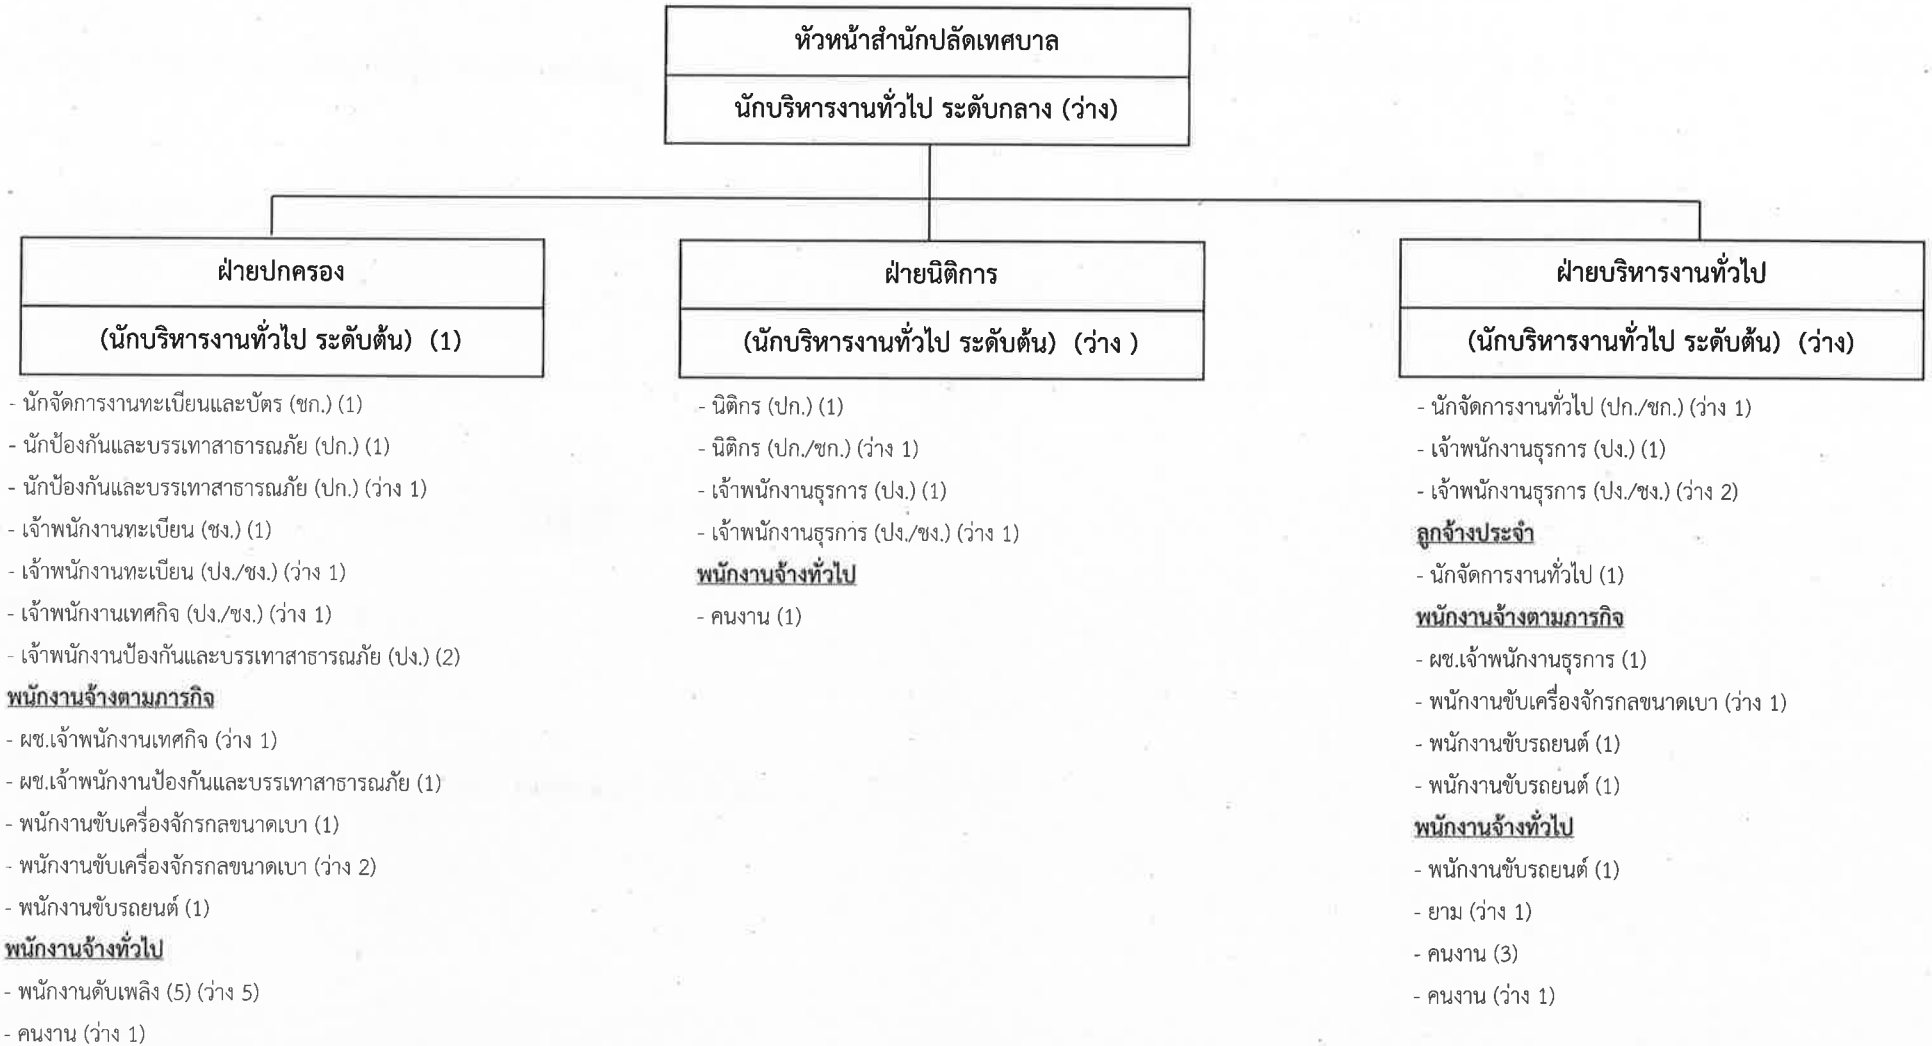 หัวหน้าสำนักปลัดเทศบาล
นักบริหารงานทั่วไป ระดับกลาง (ว่าง)
ฝ่ายปกครอง
(นักบริหารงานทั่วไป ระดับต้น) (1)
- นักจัดการงานทะเบียนและบัตร (ชก.) (1)
- นักป้องกันและบรรเทาสาธารณภัย (ปก.) (1)
- นักป้องกันและบรรเทาสาธารณภัย (ปก.) (ว่าง 1)
- เจ้าพนักงานทะเบียน (ชง.) (1)
- เจ้าพนักงานทะเบียน (ปง./ชง.) (ว่าง 1)
- เจ้าพนักงานเทศกิจ (ปง./ชง.) (ว่าง 1)
- เจ้าพนักงานป้องกันและบรรเทาสาธารณภัย (ปง.) (2)
พนักงานจ้างตามภารกิจ
- ผช.เจ้าพนักงานเทศกิจ (ว่าง 1)
- ผช.เจ้าพนักงานป้องกันและบรรเทาสาธารณภัย (1)
- พนักงานขับเครื่องจักรกลขนาดเบา (1)
- พนักงานขับเครื่องจักรกลขนาดเบา (ว่าง 2)
- พนักงานขับรถยนต์ (1)
พนักงานจ้างทั่วไป
- พนักงานดับเพลิง (5) (ว่าง 5)
- คนงาน (ว่าง 1)
ฝ่ายนิติการ
(นักบริหารงานทั่วไป ระดับต้น) (ว่าง )
- นิติกร (ปก.) (1)
- นิติกร (ปก./ชก.) (ว่าง 1)
- เจ้าพนักงานธุรการ (ปง.) (1)
- เจ้าพนักงานธุรการ (ปง./ชง.) (ว่าง 1)
พนักงานจ้างทั่วไป
- คนงาน (1)
ฝ่ายบริหารงานทั่วไป
(นักบริหารงานทั่วไป ระดับต้น) (ว่าง)
- นักจัดการงานทั่วไป (ปก./ชก.) (ว่าง 1)
- เจ้าพนักงานธุรการ (ปง.) (1)
- เจ้าพนักงานธุรการ (ปง./ชง.) (ว่าง 2)
ลูกจ้างประจำ
- นักจัดการงานทั่วไป (1)
พนักงานจ้างตามภารกิจ
- ผช.เจ้าพนักงานธุรการ (1)
- พนักงานขับเครื่องจักรกลขนาดเบา (ว่าง 1)
- พนักงานขับรถยนต์ (1)
- พนักงานขับรถยนต์ (1)
พนักงานจ้างทั่วไป
- พนักงานขับรถยนต์ (1)
- ยาม (ว่าง 1)
- คนงาน (3)
- คนงาน (ว่าง 1)